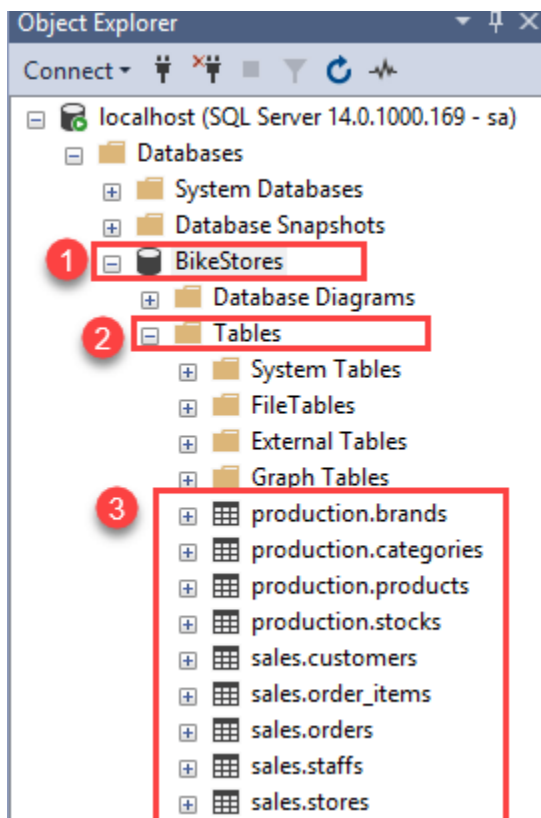 Object Explorer
Connect
localhost (SQL Server 14.0.1000.169 - sa)
Databases
System Databases
Database Snapshots
1 BikeStores
Database Diagrams
2 Tables
System Tables
FileTables
External Tables
Graph Tables
3 production.brands
production.categories
production.products
production.stocks
sales.customers
sales.order_items
sales.orders
sales.staffs
sales.stores